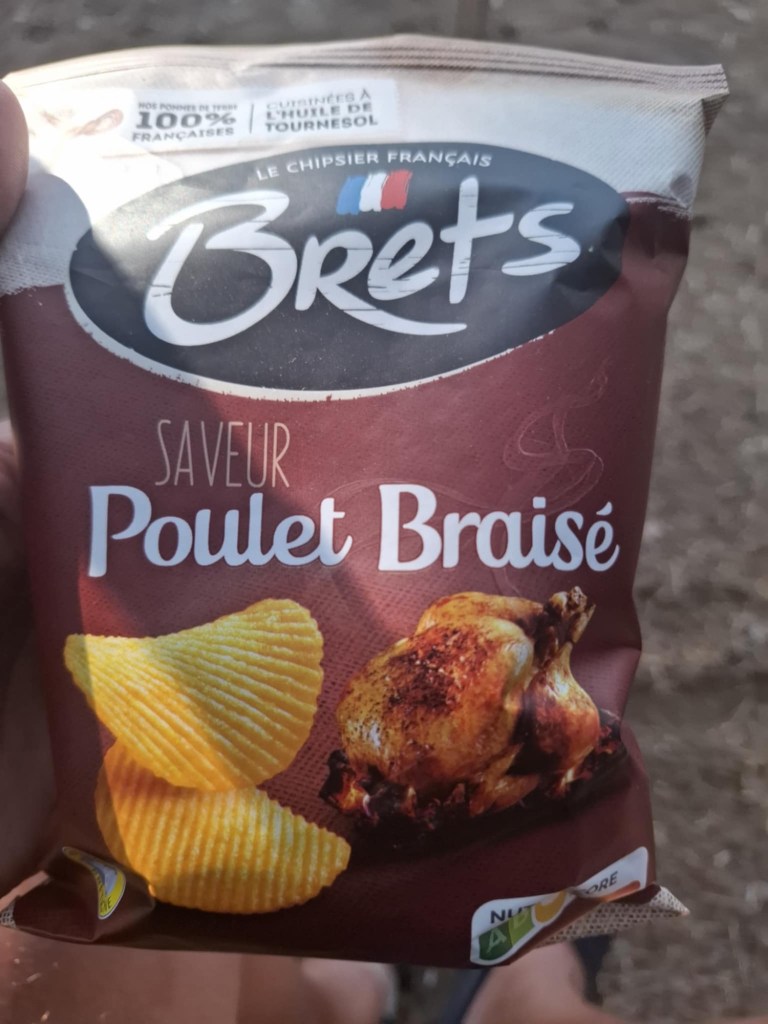 NOS POMMES DE TERRE
100%
FRANÇAISES
CUISINÉES À
L'HUILE DE
TOURNESOL
LE CHIPSIER FRANÇAIS
Brets
SAVEUR
Poulet Braisé
A B